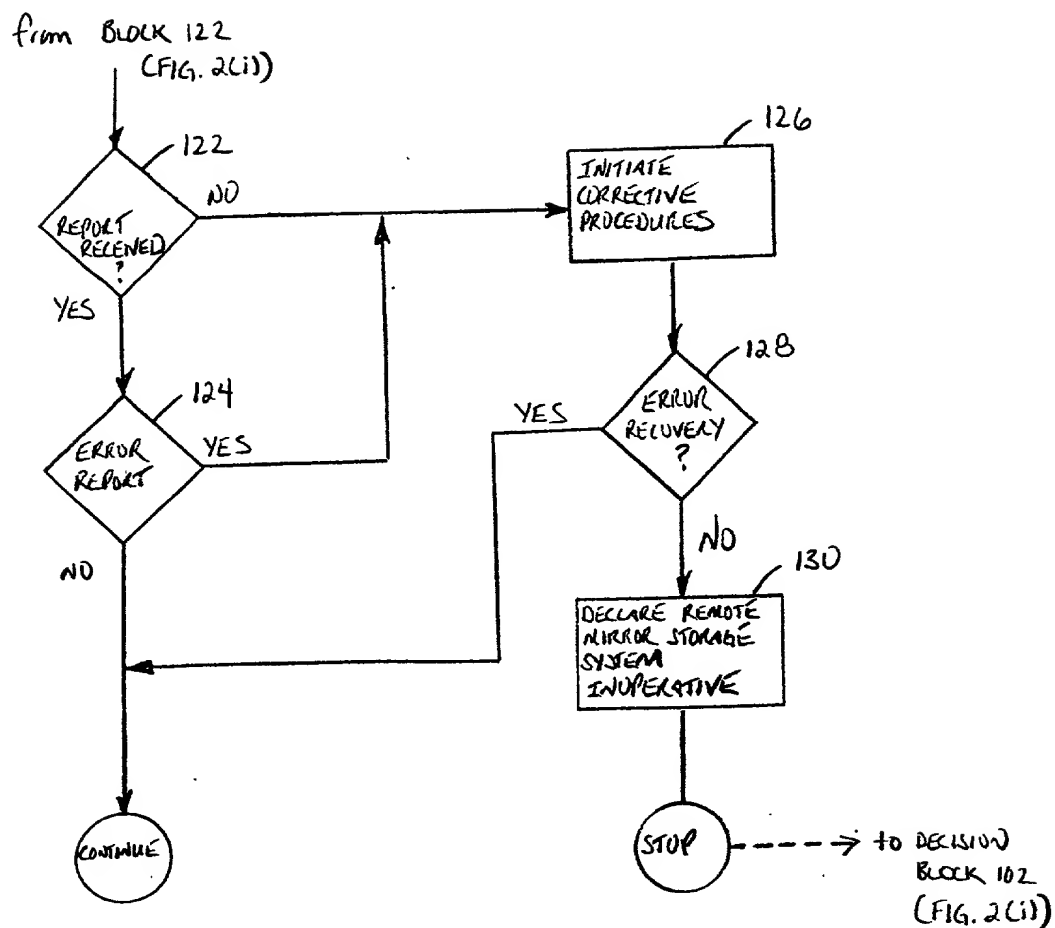 from BLOCK 122
(FIG. 2(i))
122
REPORT
RECEIVED
?
NO
YES
126
INITIATE
CORRECTIVE
PROCEDURES
124
ERROR
REPORT
YES
NO
128
ERROR
RECOVERY
?
YES
NO
130
DECLARE REMOTE
MIRROR STORAGE
SYSTEM
INOPERATIVE
CONTINUE
STOP
to DECISION
BLOCK 102
(FIG. 2(i))